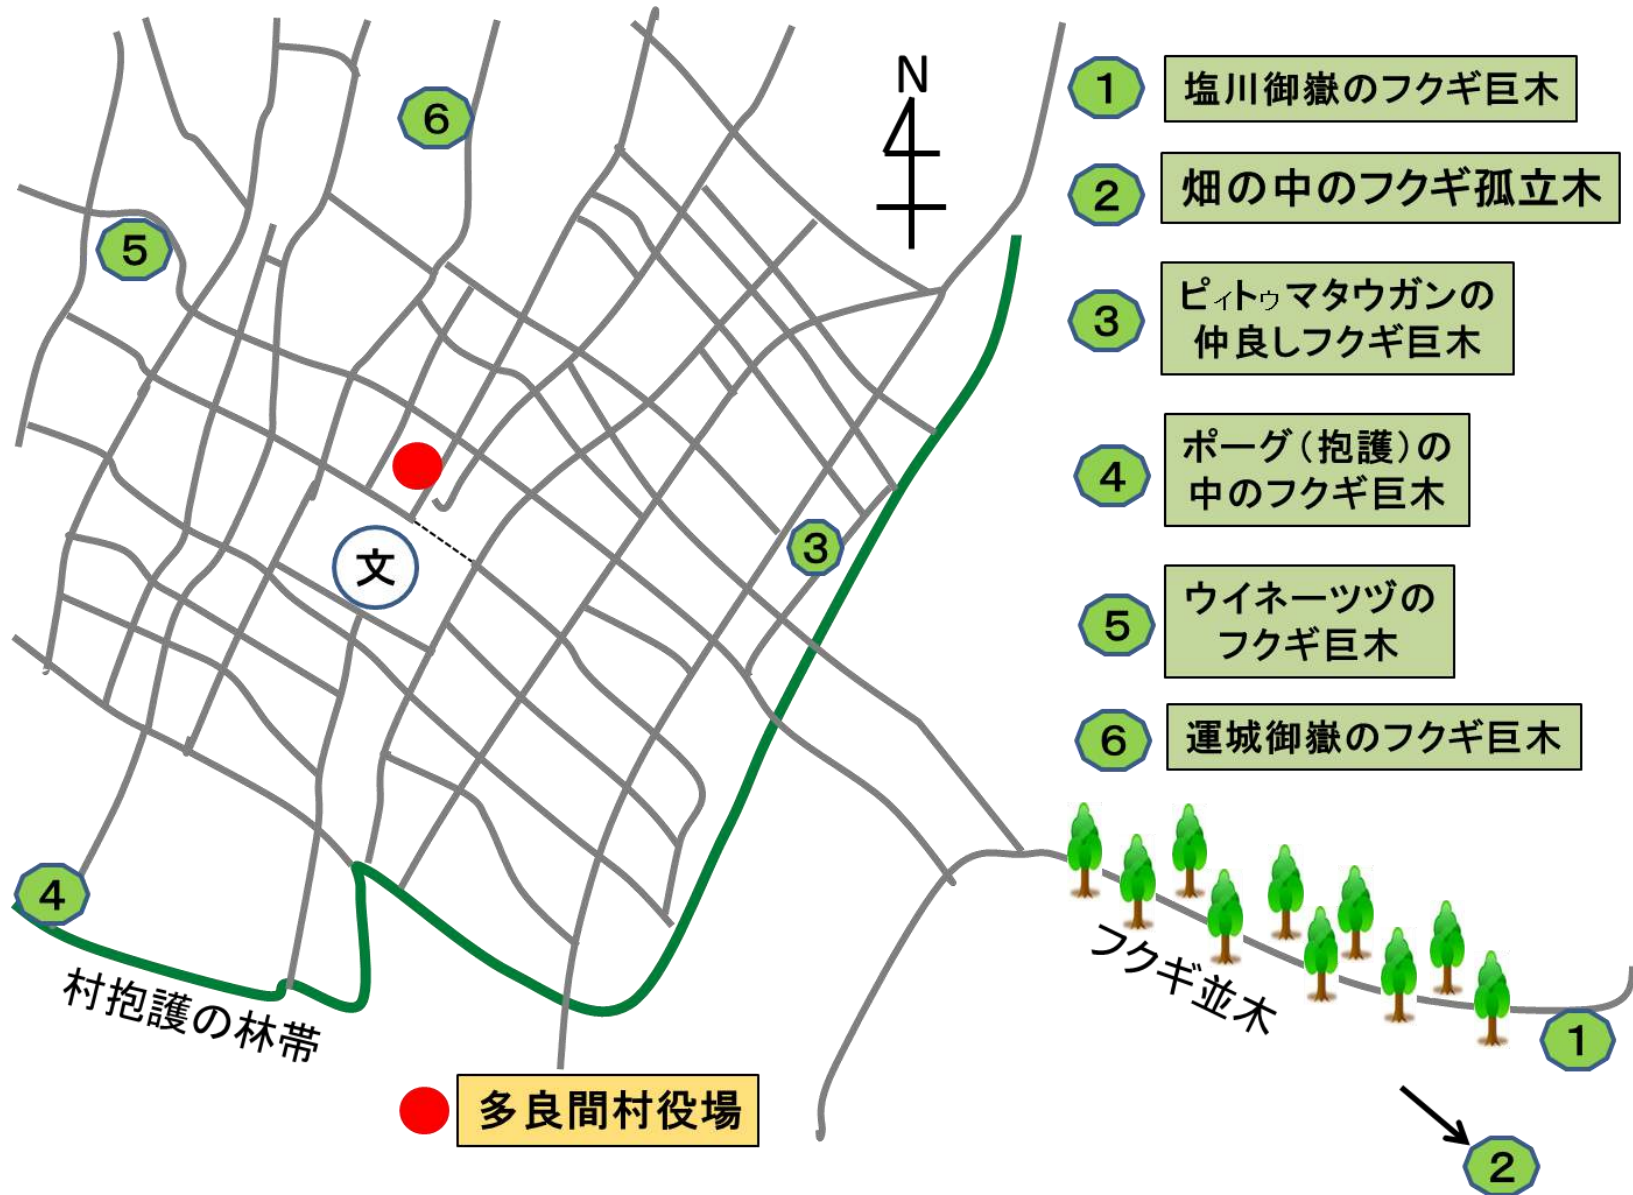 N
1
塩川御嶽のフクギ巨木
2
畑の中のフクギ孤立木
3
ピィトゥマタウガンの
仲良しフクギ巨木
4
ポーグ（抱護）の
中のフクギ巨木
5
ウイネーツヅの
フクギ巨木
6
運城御嶽のフクギ巨木
6
5
文
3
4
村抱護の林帯
フクギ並木
1
2
多良間村役場